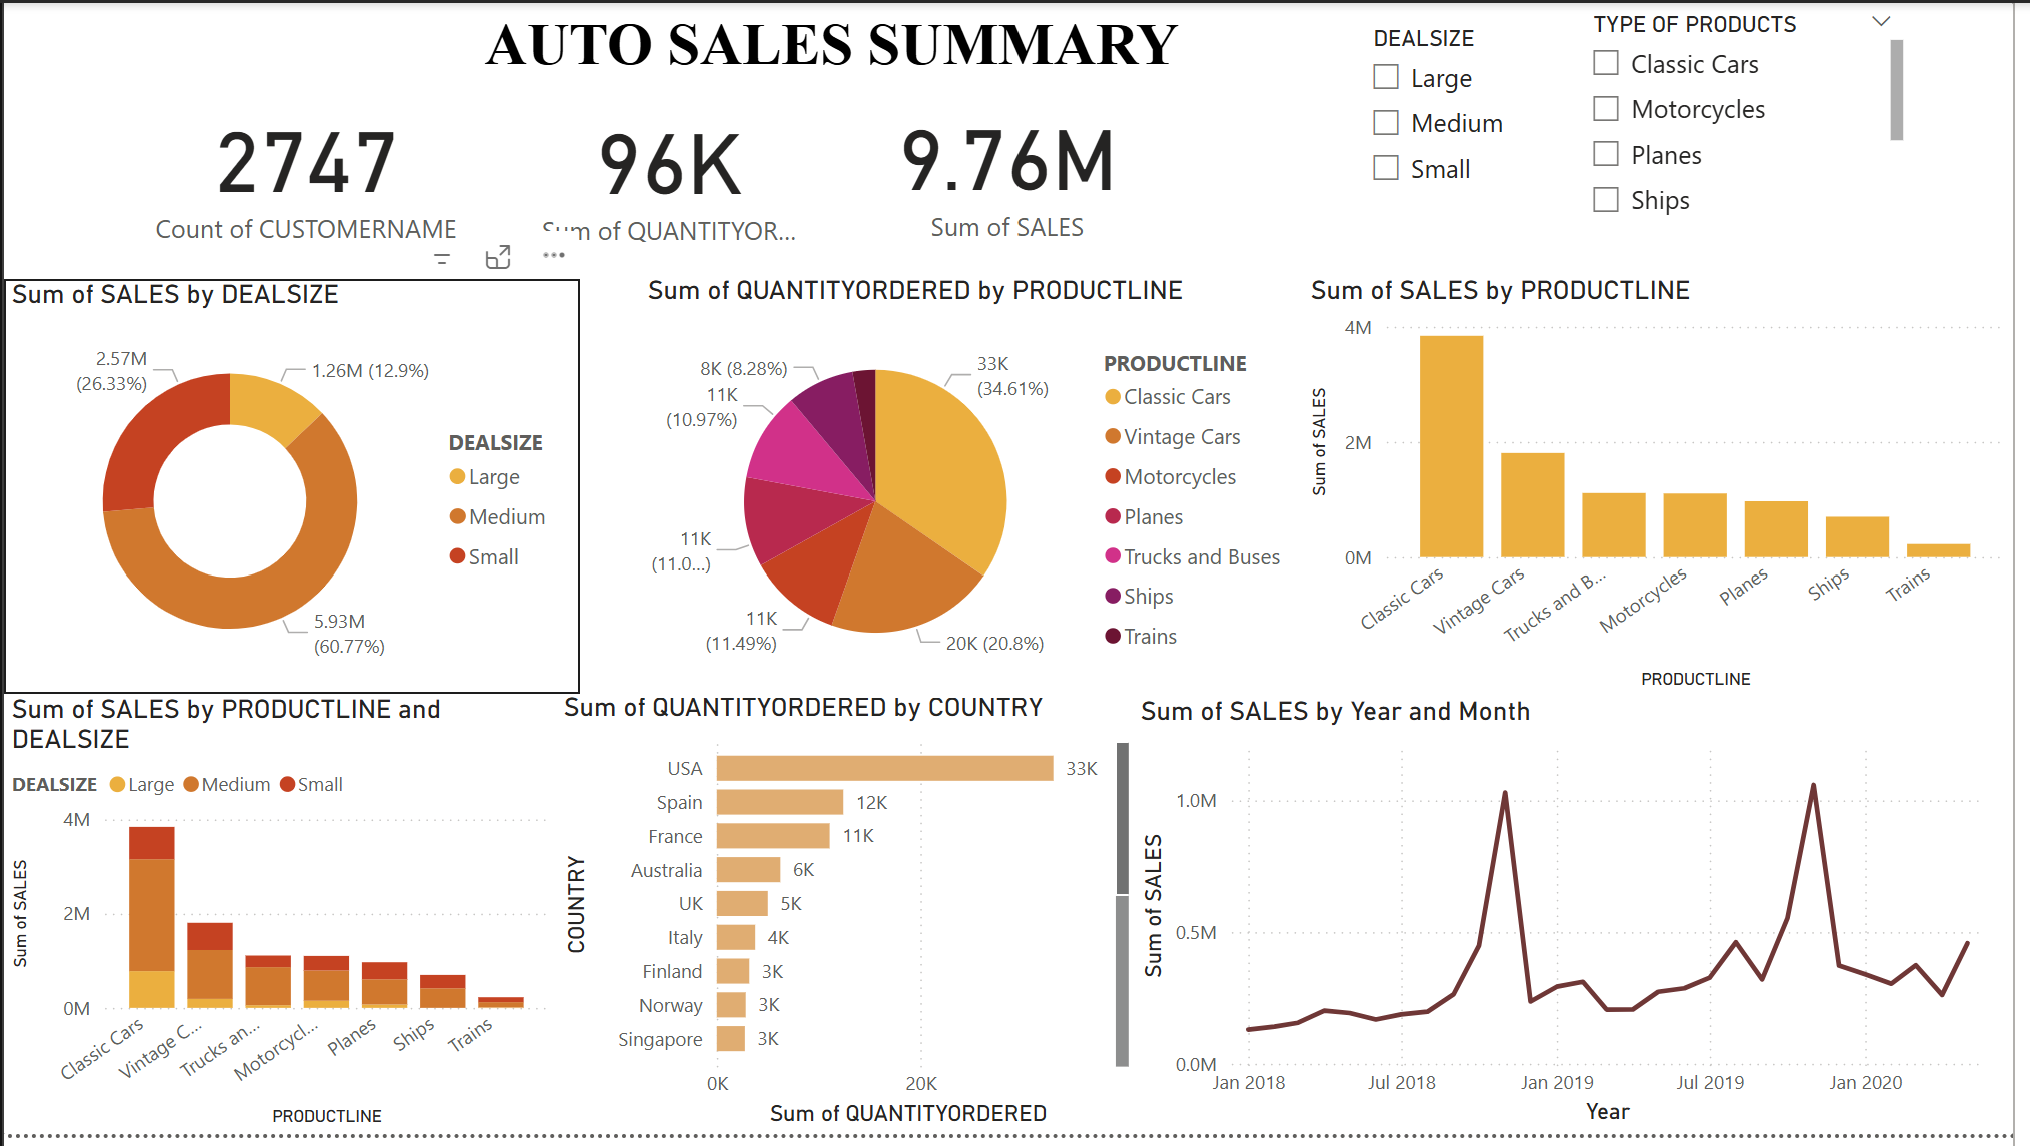 AUTO SALES SUMMARY
DEALSIZE
Large
Medium
Small
TYPE OF PRODUCTS
Classic Cars
Motorcycles
Planes
Ships
2747
Count of CUSTOMERNAME
96K
Sum of QUANTITYOR...
9.76M
Sum of SALES
Sum of SALES by DEALSIZE
2.57M
(26.33%)
1.26M (12.9%)
5.93M
(60.77%)
DEALSIZE
Large
Medium
Small
Sum of QUANTITYORDERED by PRODUCTLINE
8K (8.28%)
11K
(10.97%)
11K
(11.0...)
11K
(11.49%)
33K
(34.61%)
20K (20.8%)
PRODUCTLINE
Classic Cars
Vintage Cars
Motorcycles
Planes
Trucks and Buses
Ships
Trains
Sum of SALES by PRODUCTLINE
Sum of SALES
4M
2M
0M
Classic Cars
Vintage Cars
Trucks and B...
Motorcycles
Planes
Ships
Trains
PRODUCTLINE
Sum of SALES by PRODUCTLINE and
DEALSIZE
DEALSIZE Large Medium Small
Sum of SALES
4M
2M
0M
Classic Cars
Vintage C...
Trucks an...
Motorcycl...
Planes
Ships
Trains
PRODUCTLINE
Sum of QUANTITYORDERED by COUNTRY
COUNTRY
USA 33K
Spain 12K
France 11K
Australia 6K
UK 5K
Italy 4K
Finland 3K
Norway 3K
Singapore 3K
0K 20K
Sum of QUANTITYORDERED
Sum of SALES by Year and Month
Sum of SALES
1.0M
0.5M
0.0M
Jan 2018 Jul 2018 Jan 2019 Jul 2019 Jan 2020
Year